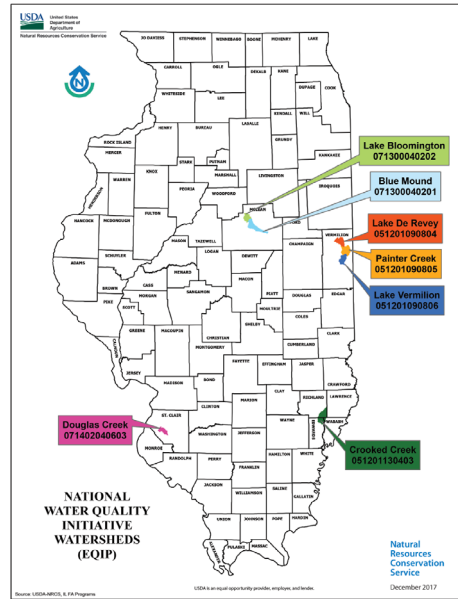 USDA
United States
Department of
Agriculture
Natural Resources Conservation Service
N
JO DAVIESS
STEPHENSON
WINNEBAGO
BOONE
MCHENRY
LAKE
CARROLL
OGLE
DEKALB
KANE
COOK
DUPAGE
WHITESIDE
LEE
KENDALL
WILL
ROCK ISLAND
HENRY
BUREAU
LASALLE
GRUNDY
MERCER
KANKAKEE
STARK
PUTNAM
KNOX
MARSHALL
LIVINGSTON
WARREN
HENDERSON
PEORIA
WOODFORD
IROQUOIS
Lake Bloomington
071300040202
Blue Mound
071300040201
MCLEAN
FORD
HANCOCK
MCDONOUGH
FULTON
MASON
TAZEWELL
LOGAN
DEWITT
CHAMPAIGN
VERMILION
Lake De Revey
051201090804
Painter Creek
051201090805
Lake Vermilion
051201090806
ADAMS
SCHUYLER
BROWN
CASS
MENARD
MACON
PIATT
DOUGLAS
EDGAR
PIKE
MORGAN
SCOTT
SANGAMON
MOULTRIE
COLES
CHRISTIAN
SHELBY
GREENE
MACOUPIN
MONTGOMERY
CUMBERLAND
CLARK
CALHOUN
JERSEY
FAYETTE
EFFINGHAM
JASPER
CRAWFORD
MADISON
BOND
CLAY
RICHLAND
LAWRENCE
CLINTON
MARION
ST. CLAIR
WAYNE
EDWARDS
WABASH
Douglas Creek
071402040603
WASHINGTON
JEFFERSON
MONROE
RANDOLPH
PERRY
HAMILTON
WHITE
Crooked Creek
051201130403
FRANKLIN
JACKSON
WILLIAMSON
SALINE
GALLATIN
UNION
JOHNSON
POPE
HARDIN
ALEXANDER
PULASKI
MASSAC
NATIONAL
WATER QUALITY
INITIATIVE
WATERSHEDS
(EQIP)
Natural
Resources
Conservation
Service
December 2017
Source: USDA-NRCS, IL FA Programs
USDA is an equal opportunity provider, employer, and lender.